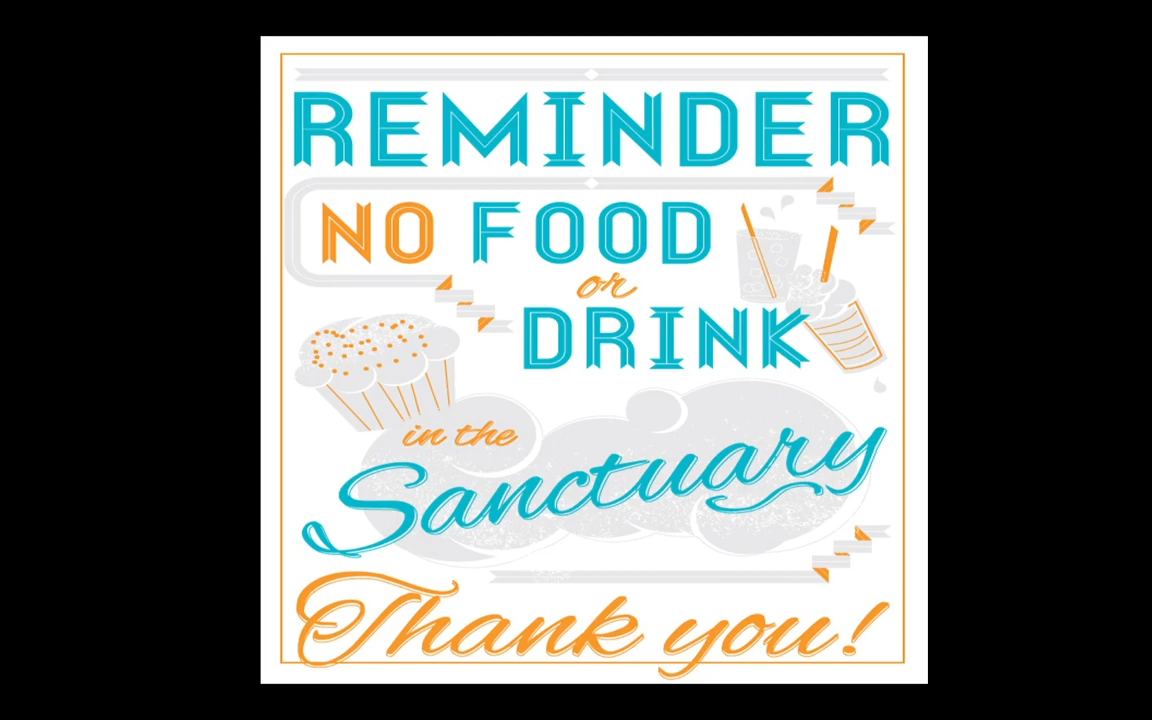 REMINDER
NO FOOD
or
DRINK
in the
Sanctuary
Thank you!